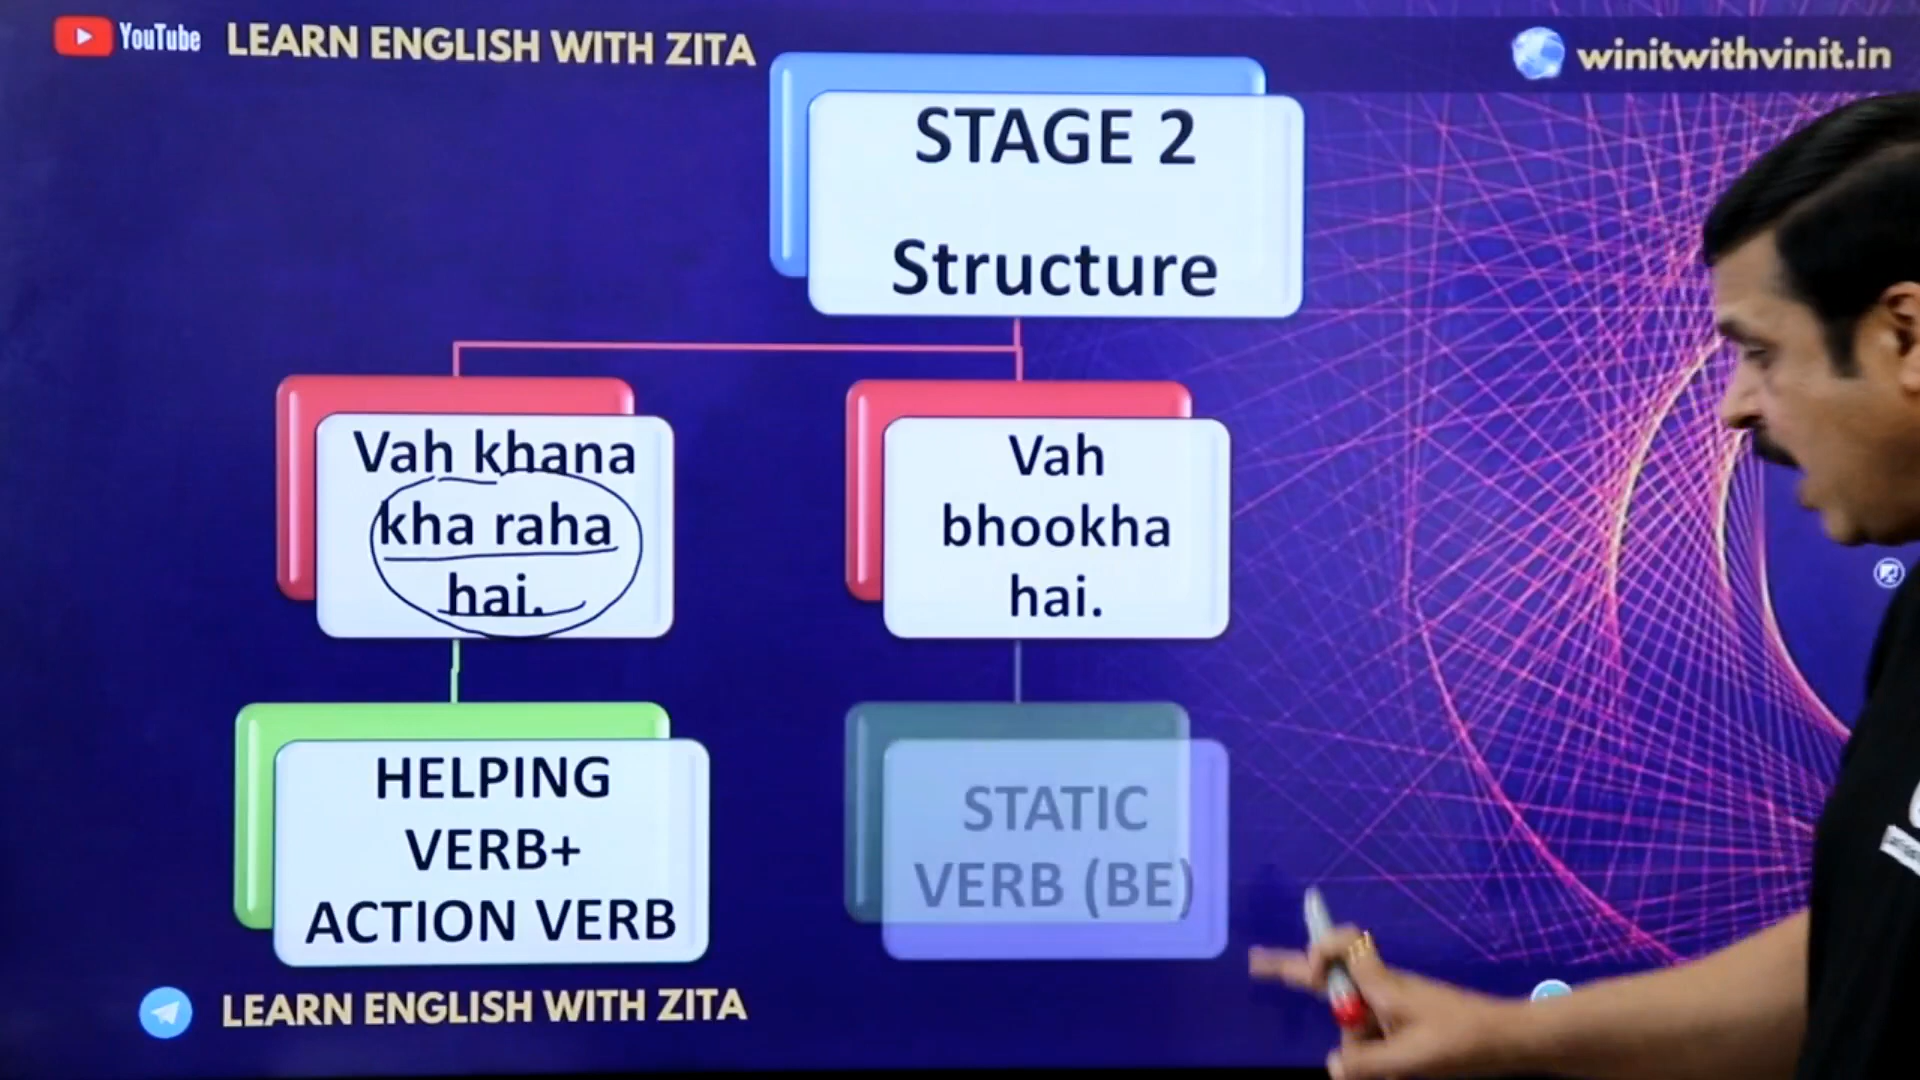 YouTube LEARN ENGLISH WITH ZITA
winitwithvinit.in
STAGE 2
Structure
Vah khana
kha raha
hai.
Vah
bhookha
hai.
HELPING
VERB+
ACTION VERB
STATIC
VERB (BE)
LEARN ENGLISH WITH ZITA